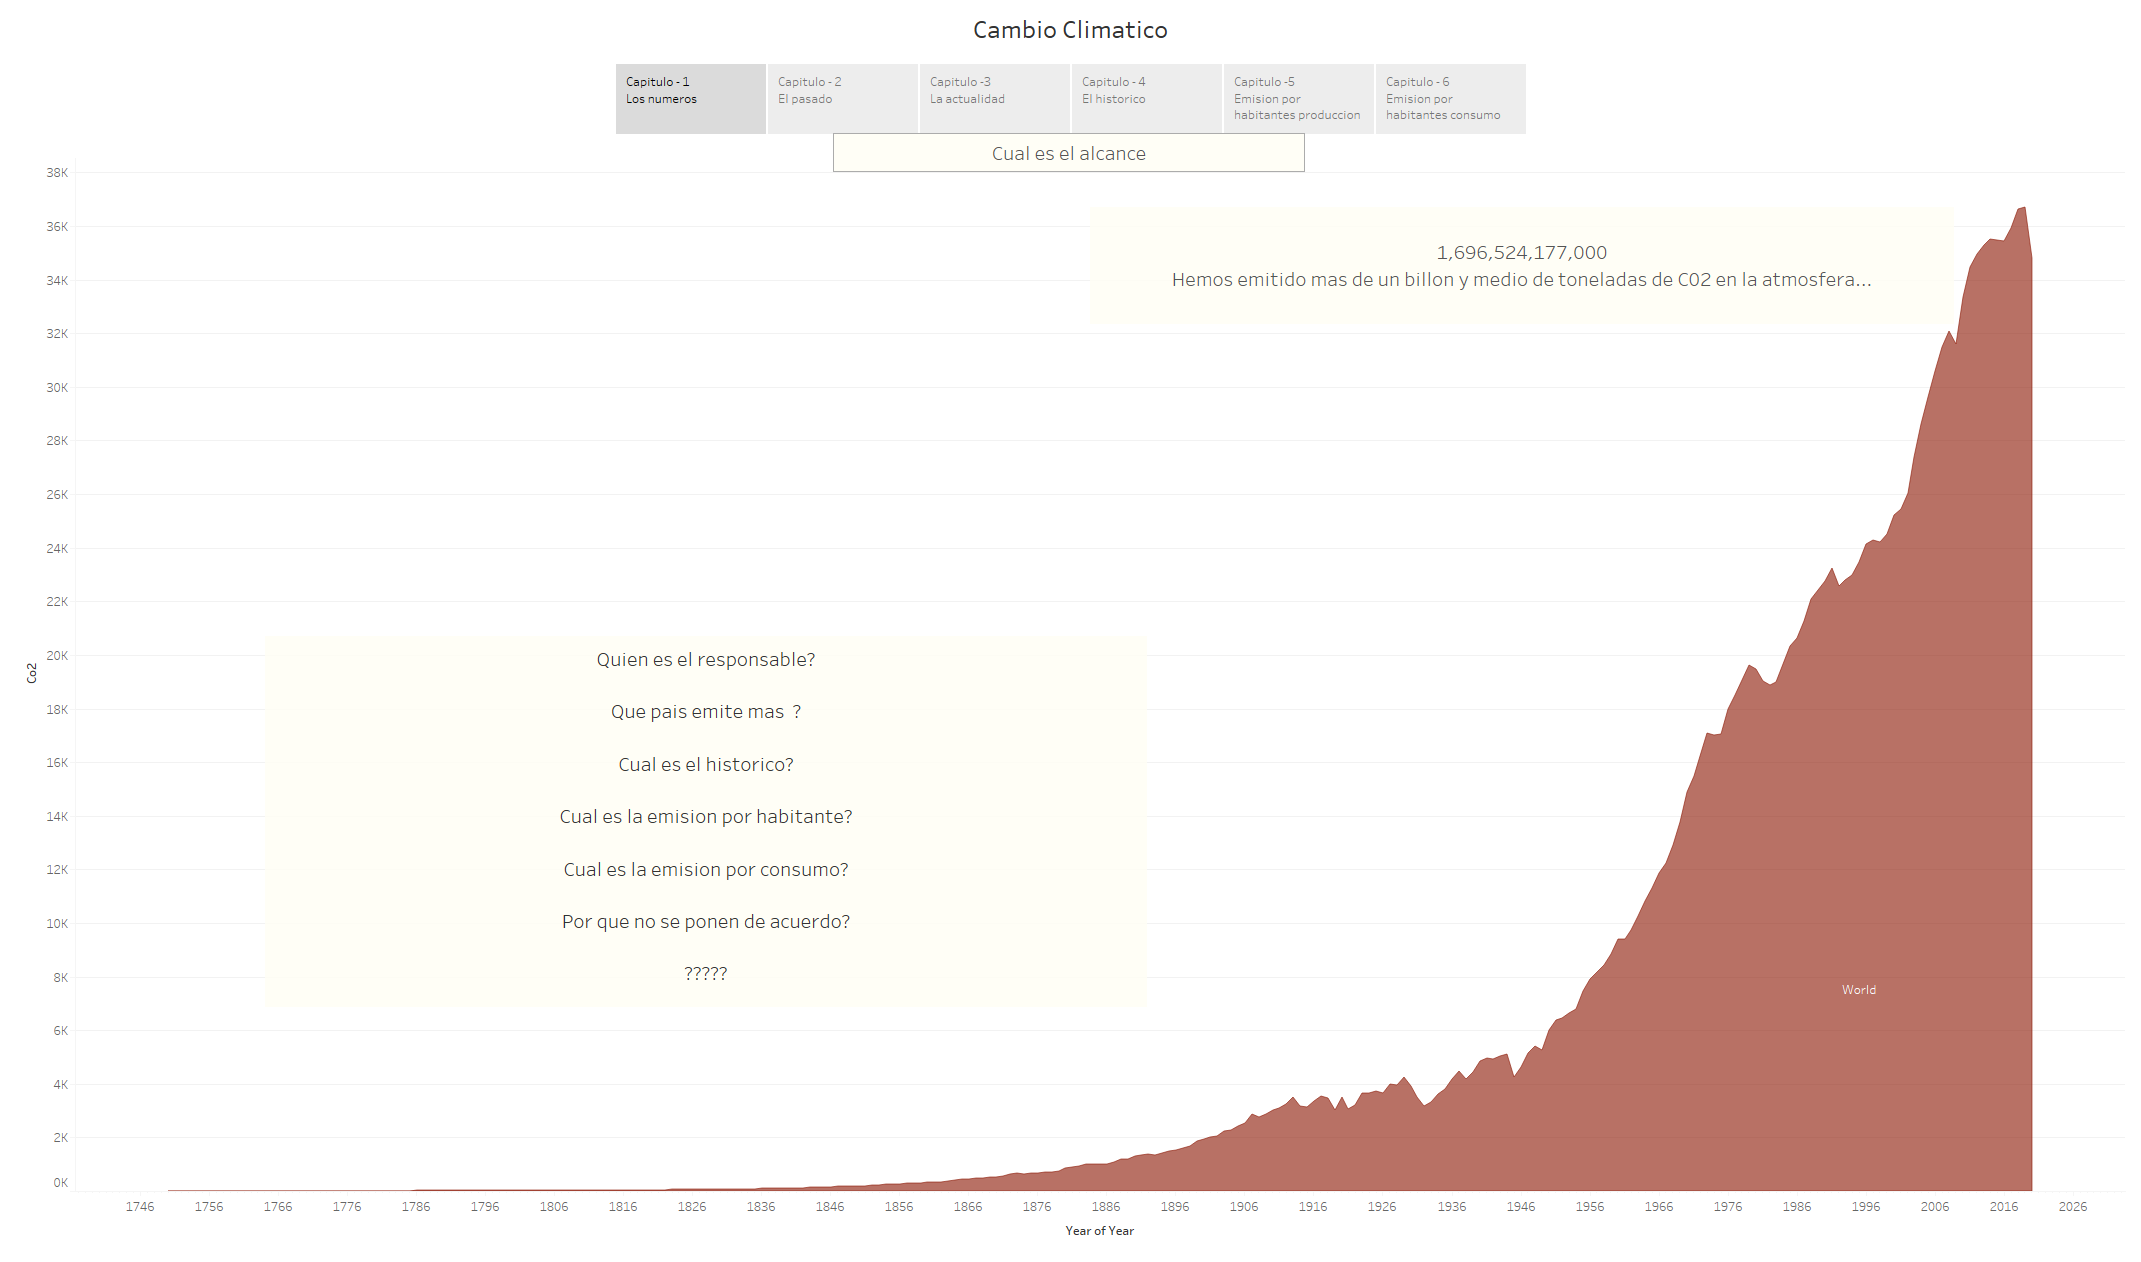 Cambio Climatico
Capitulo - 1
Los numeros
Capitulo - 2
El pasado
Capitulo -3
La actualidad
Capitulo - 4
El historico
Capitulo -5
Emision por
habitantes produccion
Capitulo - 6
Emision por
habitantes consumo
Cual es el alcance
1,696,524,177,000
Hemos emitido mas de un billon y medio de toneladas de C02 en la atmosfera...
Quien es el responsable?
Que pais emite mas  ?
Cual es el historico?
Cual es la emision por habitante?
Cual es la emision por consumo?
Por que no se ponen de acuerdo?
?????
World
Co2
38K
36K
34K
32K
30K
28K
26K
24K
22K
20K
18K
16K
14K
12K
10K
8K
6K
4K
2K
0K
1746 1756 1766 1776 1786 1796 1806 1816 1826 1836 1846 1856 1866 1876 1886 1896 1906 1916 1926 1936 1946 1956 1966 1976 1986 1996 2006 2016 2026
Year of Year